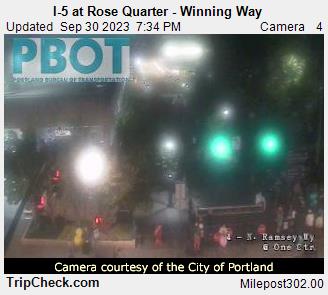 I-5 at Rose Quarter - Winning Way
Updated Sep 30 2023 7:34 PM Camera 4
PBOT
PORTLAND BUREAU OF TRANSPORTATION
4 - N. Ramsey Wy
@ One Ctr.
Camera courtesy of the City of Portland
TripCheck.com Milepost302.00